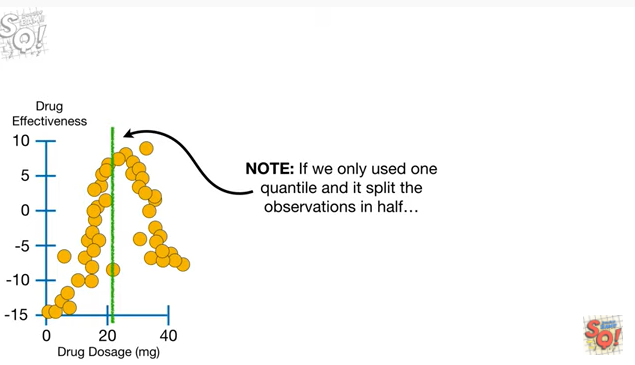 Drug
Effectiveness
10
5
0
-5
-10
-15
0
20
40
Drug Dosage (mg)
NOTE: If we only used one
quantile and it split the
observations in half…
SQ!